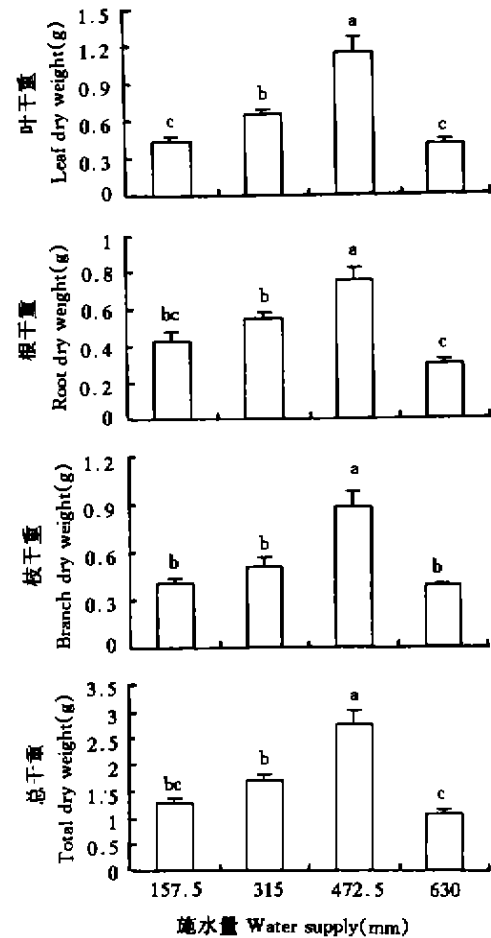 叶干重
Leaf dry weight(g)
1.5
1.2
0.9
0.6
0.3
0
c
b
a
c
根干重
Root dry weight(g)
1
0.8
0.6
0.4
0.2
0
bc
b
a
c
枝干重
Branch dry weight(g)
1.2
0.9
0.6
0.3
0
b
b
a
b
总干重
Total dry weight(g)
3.5
3
2.5
2
1.5
1
0.5
0
bc
b
a
c
157.5
315
472.5
630
施水量 Water supply(mm)